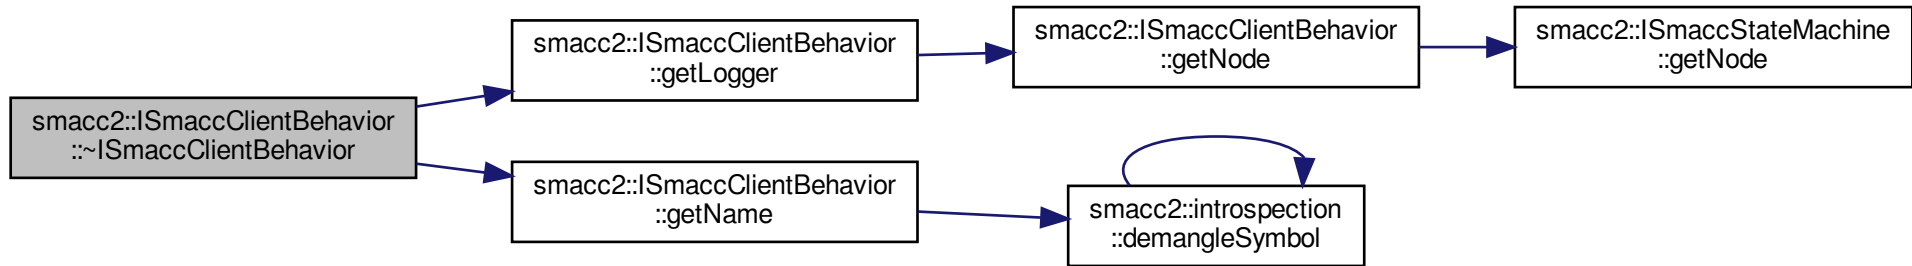 smacc2::ISmaccClientBehavior
::~ISmaccClientBehavior
smacc2::ISmaccClientBehavior
::getLogger
smacc2::ISmaccClientBehavior
::getNode
smacc2::ISmaccStateMachine
::getNode
smacc2::ISmaccClientBehavior
::getName
smacc2::introspection
::demangleSymbol